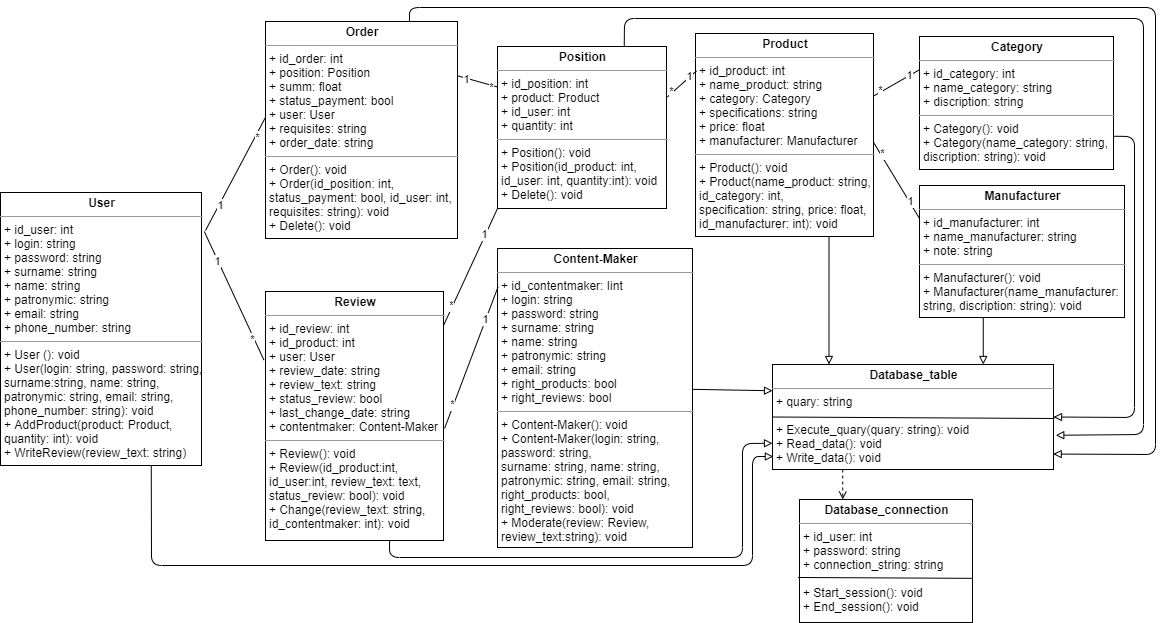 User
+ id_user: int
+ login: string
+ password: string
+ surname: string
+ name: string
+ patronymic: string
+ email: string
+ phone_number: string
+ User (): void
+ User(login: string, password: string,
surname:string, name: string,
patronymic: string, email: string,
phone_number: string): void
+ AddProduct(product: Product,
quantity: int): void
+ WriteReview(review_text: string)
1
*
1
*
Order
+ id_order: int
+ position: Position
+ summ: float
+ status_payment: bool
+ user: User
+ requisites: string
+ order_date: string
+ Order(): void
+ Order(id_position: int,
status_payment: bool, id_user: int,
requisites: string): void
+ Delete(): void
1
*
Review
+ id_review: int
+ id_product: int
+ user: User
+ review_date: string
+ review_text: string
+ status_review: bool
+ last_change_date: string
+ contentmaker: Content-Maker
+ Review(): void
+ Review(id_product:int,
id_user:int, review_text: text,
status_review: bool): void
+ Change(review_text: string,
id_contentmaker: int): void
1
*
1
*
Position
+ id_position: int
+ product: Product
+ id_user: int
+ quantity: int
+ Position(): void
+ Position(id_product: int,
id_user: int, quantity:int): void
+ Delete(): void
*
1
Content-Maker
+ id_contentmaker: Iint
+ login: string
+ password: string
+ surname: string
+ name: string
+ patronymic: string
+ email: string
+ right_products: bool
+ right_reviews: bool
+ Content-Maker(): void
+ Content-Maker(login: string,
password: string,
surname: string, name: string,
patronymic: string, email: string,
right_products: bool,
right_reviews: bool): void
+ Moderate(review: Review,
review_text:string): void
Product
+ id_product: int
+ name_product: string
+ category: Category
+ specifications: string
+ price: float
+ manufacturer: Manufacturer
+ Product(): void
+ Product(name_product: string,
id_category: int,
specification: string, price: float,
id_manufacturer: int): void
*
1
*
1
Category
+ id_category: int
+ name_category: string
+ discription: string
+ Category(): void
+ Category(name_category: string,
discription: string): void
Manufacturer
+ id_manufacturer: int
+ name_manufacturer: string
+ note: string
+ Manufacturer(): void
+ Manufacturer(name_manufacturer:
string, discription: string): void
Database_table
+ quary: string
+ Execute_quary(quary: string): void
+ Read_data(): void
+ Write_data(): void
Database_connection
+ id_user: int
+ password: string
+ connection_string: string
+ Start_session(): void
+ End_session(): void